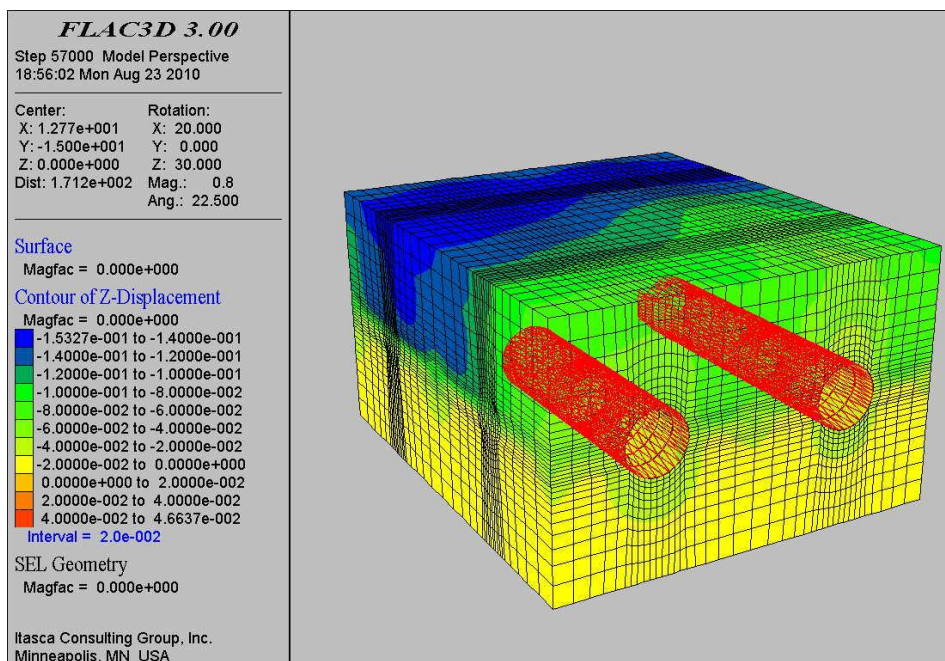 FLAC3D 3.00
Step 57000 Model Perspective
18:56:02 Mon Aug 23 2010
Center: Rotation:
X: 1.277e+001 X: 20.000
Y: -1.500e+001 Y: 0.000
Z: 0.000e+000 Z: 30.000
Dist: 1.712e+002 Mag.: 0.8
Ang.: 22.500
Surface
Magfac = 0.000e+000
Contour of Z-Displacement
Magfac = 0.000e+000
-1.5327e-001 to -1.4000e-001
-1.4000e-001 to -1.2000e-001
-1.2000e-001 to -1.0000e-001
-1.0000e-001 to -8.0000e-002
-8.0000e-002 to -6.0000e-002
-6.0000e-002 to -4.0000e-002
-4.0000e-002 to -2.0000e-002
-2.0000e-002 to 0.0000e+000
0.0000e+000 to 2.0000e-002
2.0000e-002 to 4.0000e-002
4.0000e-002 to 4.6637e-002
Interval = 2.0e-002
SEL Geometry
Magfac = 0.000e+000
Itasca Consulting Group, Inc.
Minneapolis, MN USA